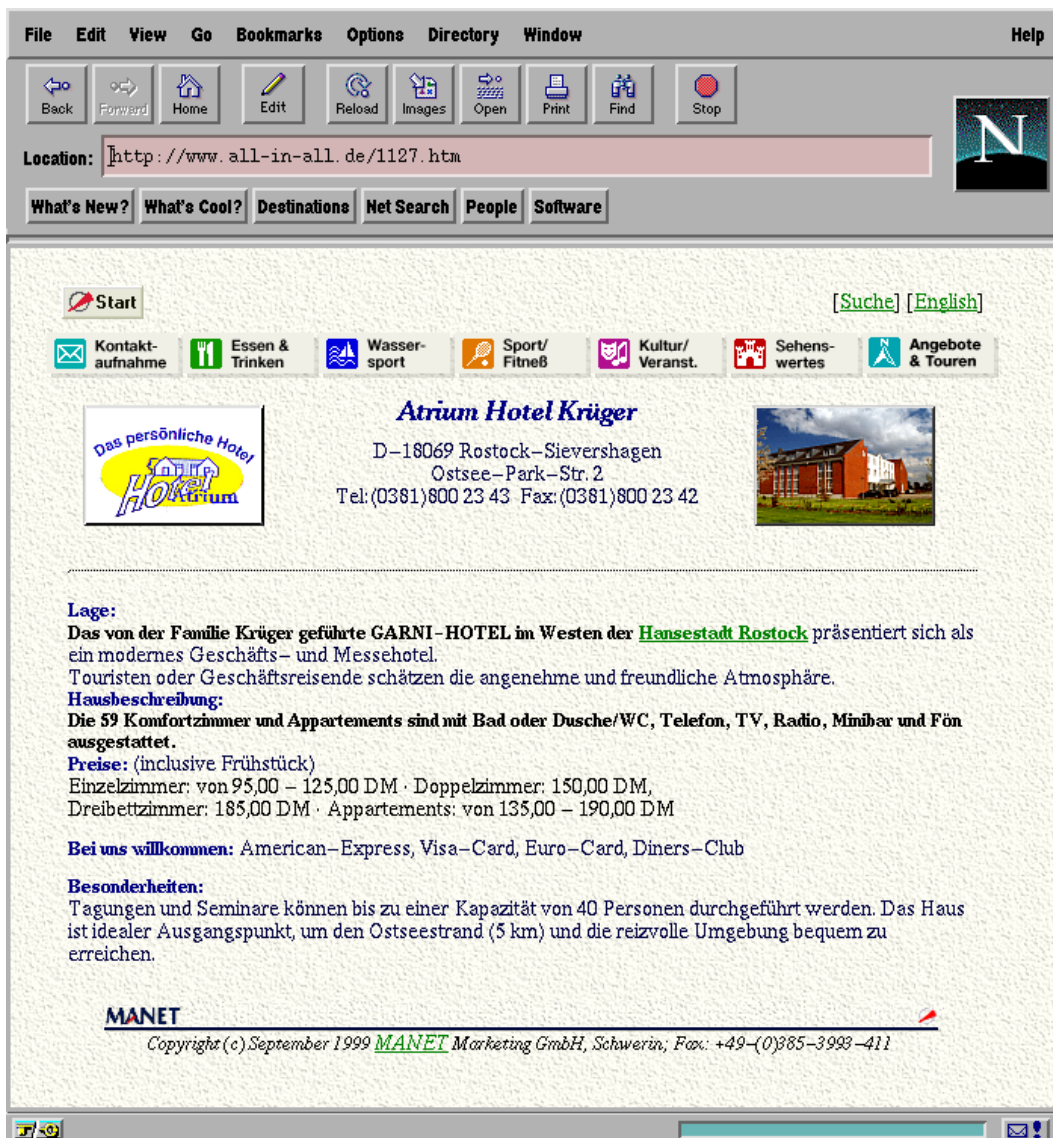 File Edit View Go Bookmarks Options Directory Window Help
Back Forward Home Edit Reload Images Open Print Find Stop
Location: http://www.all-in-all.de/1127.htm
N
What's New? What's Cool? Destinations Net Search People Software
Start [Suche] [English]
Kontakt-
aufnahme
Essen &
Trinken
Wasser-
sport
Sport/
Fitneß
Kultur/
Veranst.
Sehens-
wertes
Angebote
& Touren
Das persönliche Hotel
Hotel
Atrium
Atrium Hotel Krüger
D-18069 Rostock-Sievershagen
Ostsee-Park-Str. 2
Tel:(0381)800 23 43 Fax:(0381)800 23 42
Lage:
Das von der Familie Krüger geführte GARNI-HOTEL im Westen der Hansestadt Rostock präsentiert sich als
ein modernes Geschäfts- und Messehotel.
Touristen oder Geschäftsreisende schätzen die angenehme und freundliche Atmosphäre.
Hausbeschreibung:
Die 59 Komfortzimmer und Appartements sind mit Bad oder Dusche/WC, Telefon, TV, Radio, Minibar und Fön
ausgestattet.
Preise: (inclusive Frühstück)
Einzelzimmer: von 95,00 - 125,00 DM · Doppelzimmer: 150,00 DM,
Dreibettzimmer: 185,00 DM · Appartements: von 135,00 - 190,00 DM
Bei uns willkommen: American-Express, Visa-Card, Euro-Card, Diners-Club
Besonderheiten:
Tagungen und Seminare können bis zu einer Kapazität von 40 Personen durchgeführt werden. Das Haus
ist idealer Ausgangspunkt, um den Ostseestrand (5 km) und die reizvolle Umgebung bequem zu
erreichen.
MANET
Copyright (c) September 1999 MANET Marketing GmbH, Schwerin; Fax: +49-(0)385-3993-411